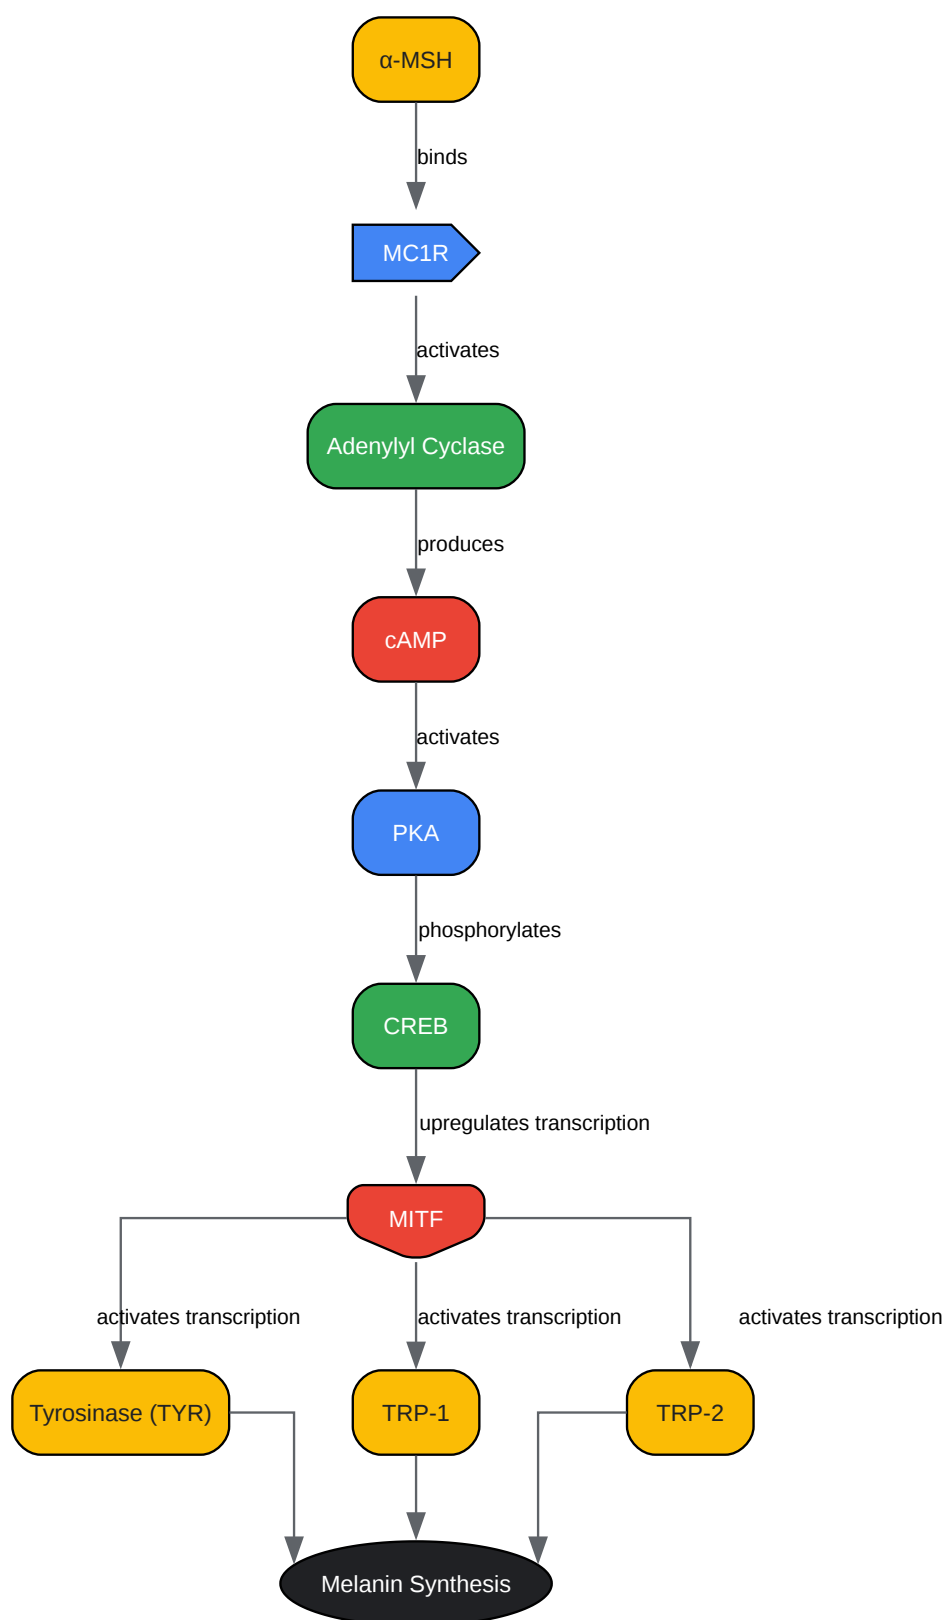 α-MSH
binds
MC1R
activates
Adenylyl Cyclase
produces
cAMP
activates
PKA
phosphorylates
CREB
upregulates transcription
MITF
activates transcription
activates transcription
activates transcription
Tyrosinase (TYR)
TRP-1
TRP-2
Melanin Synthesis